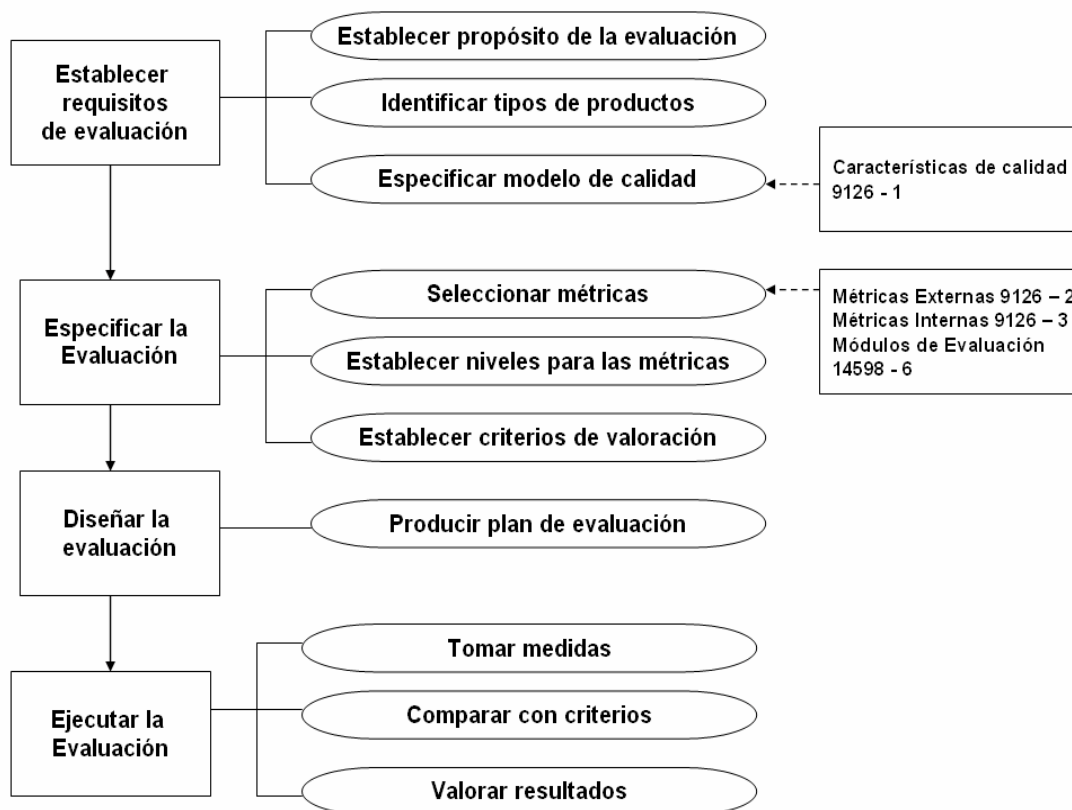 Establecer
requisitos
de evaluación
Establecer propósito de la evaluación
Identificar tipos de productos
Especificar modelo de calidad
Características de calidad
9126 - 1
Especificar la
Evaluación
Seleccionar métricas
Establecer niveles para las métricas
Establecer criterios de valoración
Métricas Externas 9126 – 2
Métricas Internas 9126 – 3
Módulos de Evaluación
14598 - 6
Diseñar la
evaluación
Producir plan de evaluación
Ejecutar la
Evaluación
Tomar medidas
Comparar con criterios
Valorar resultados